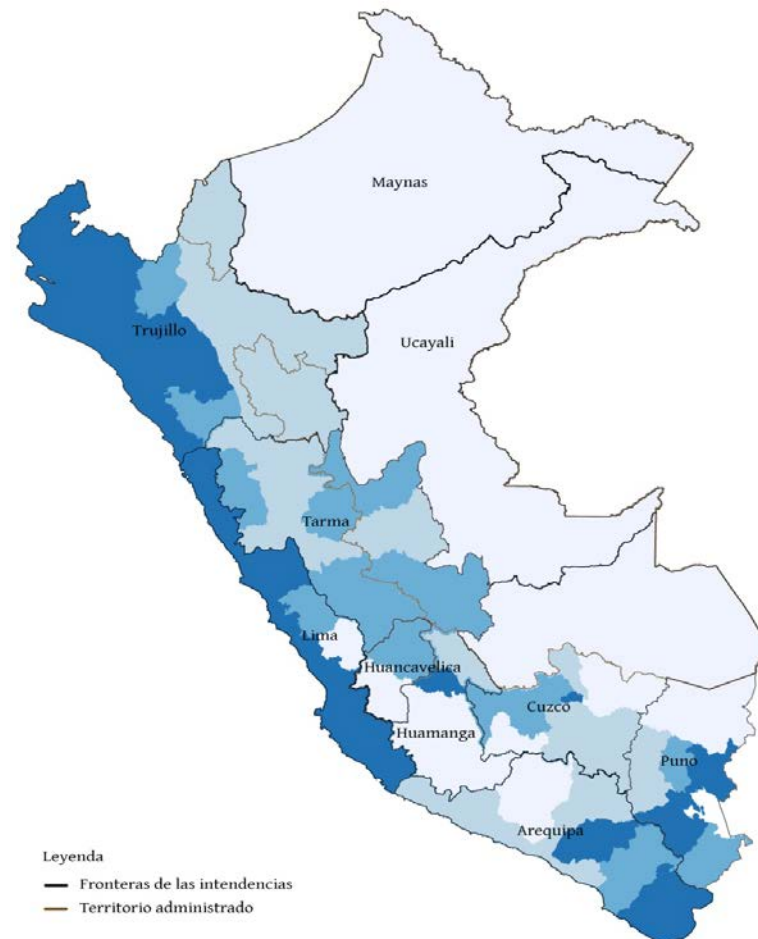 Maynas
Trujillo
Ucayali
Tarma
Lima
Huancavelica
Cuzco
Huamanga
Puno
Arequipa
Leyenda
Fronteras de las intendencias
Territorio administrado